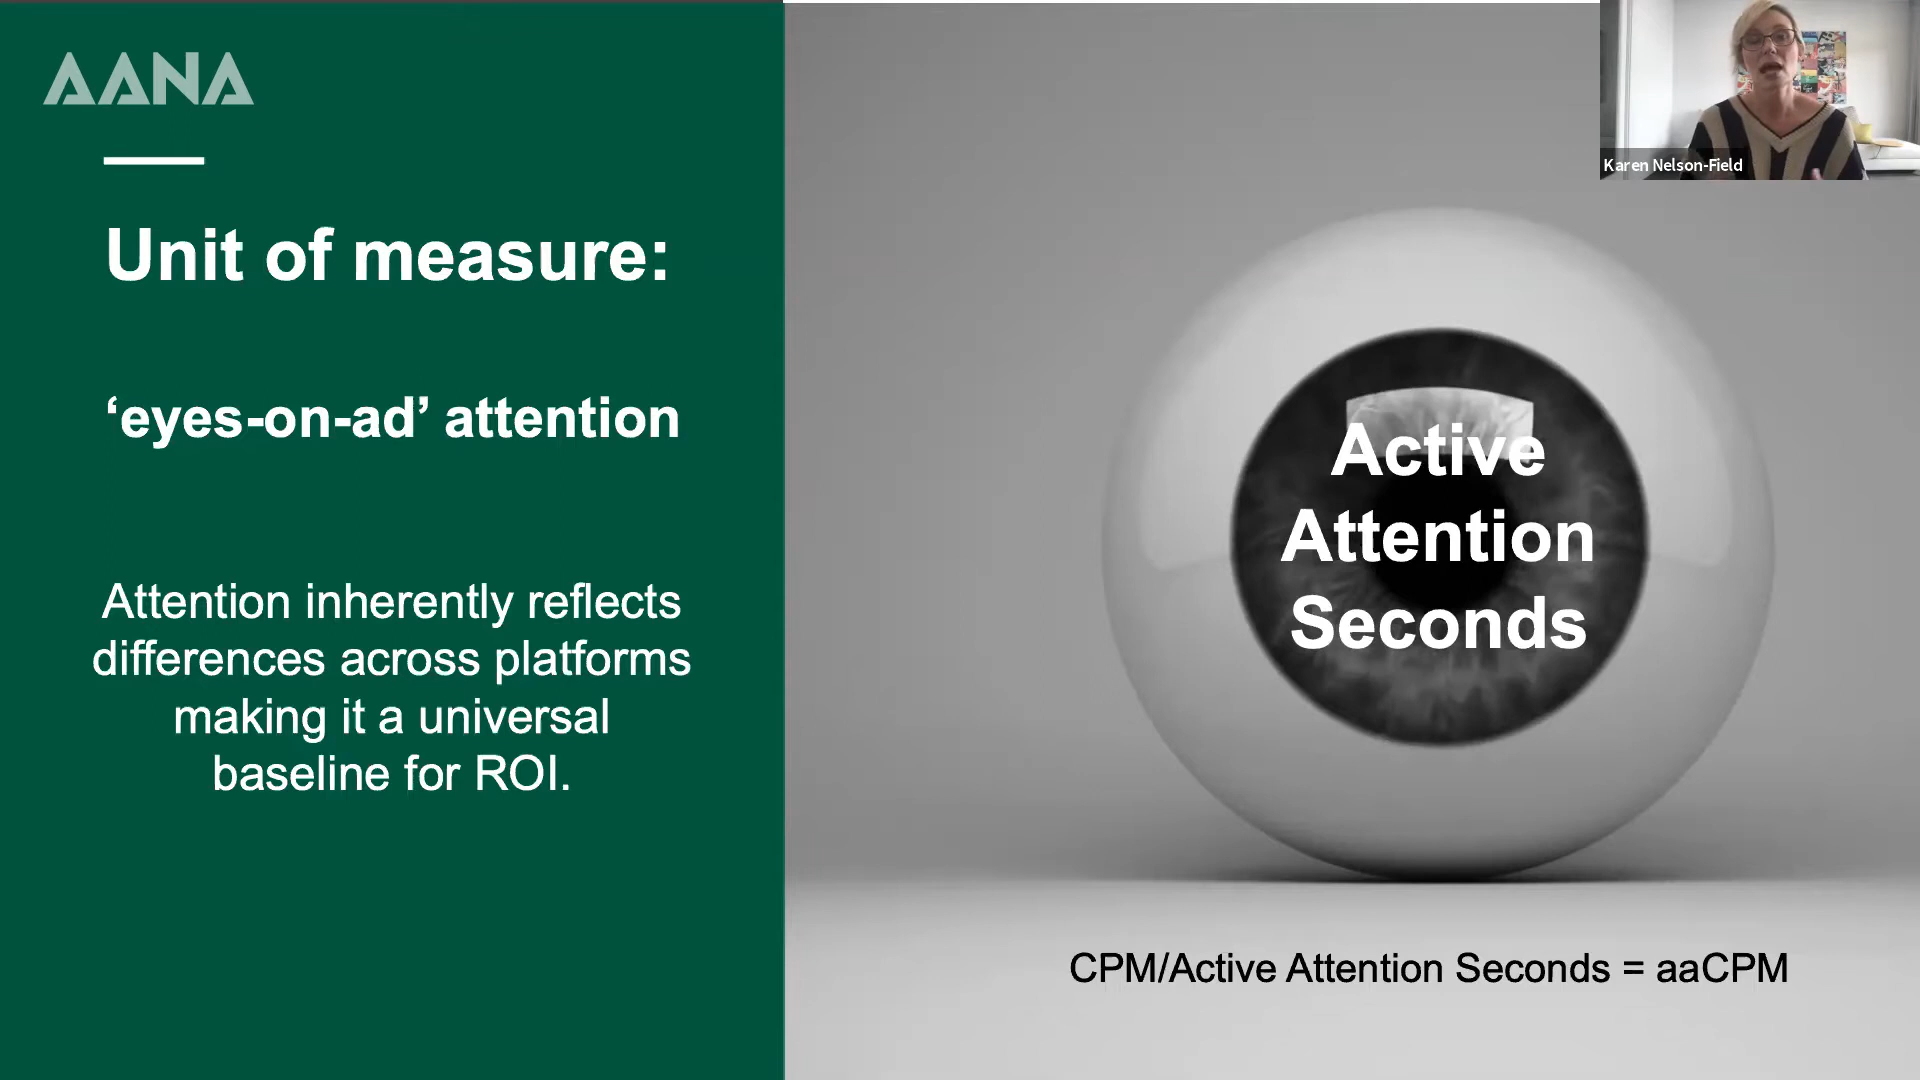 AANA
Unit of measure:
‘eyes-on-ad’ attention
Attention inherently reflects
differences across platforms
making it a universal
baseline for ROI.
Karen Nelson-Field
Active
Attention
Seconds
CPM/Active Attention Seconds = aaCPM